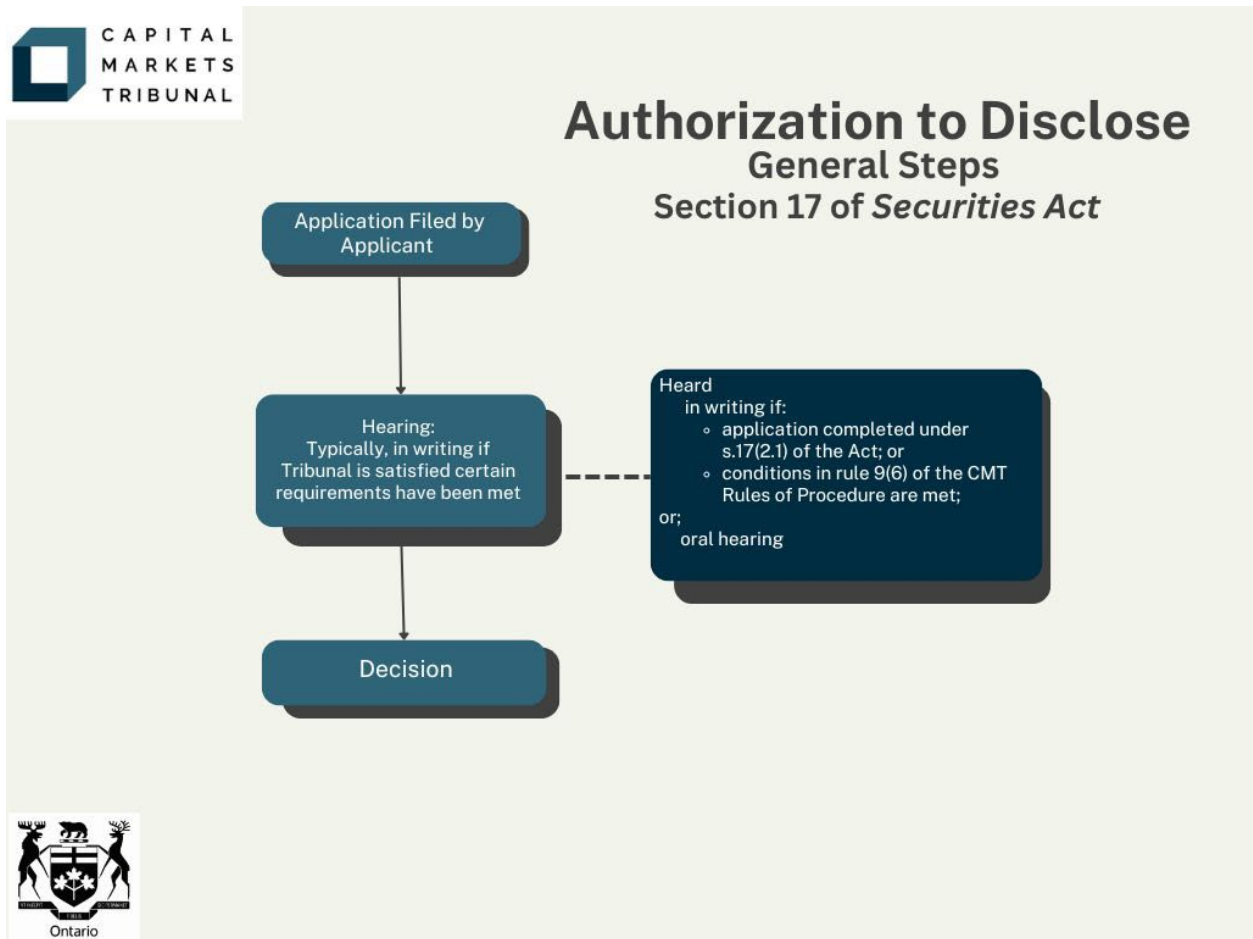 CAPITAL
MARKETS
TRIBUNAL
Authorization to Disclose
General Steps
Section 17 of Securities Act
Application Filed by
Applicant
Hearing:
Typically, in writing if
Tribunal is satisfied certain
requirements have been met
Heard
in writing if:
◦ application completed under
s.17(2.1) of the Act; or
◦ conditions in rule 9(6) of the CMT
Rules of Procedure are met;
or;
oral hearing
Decision
Ontario